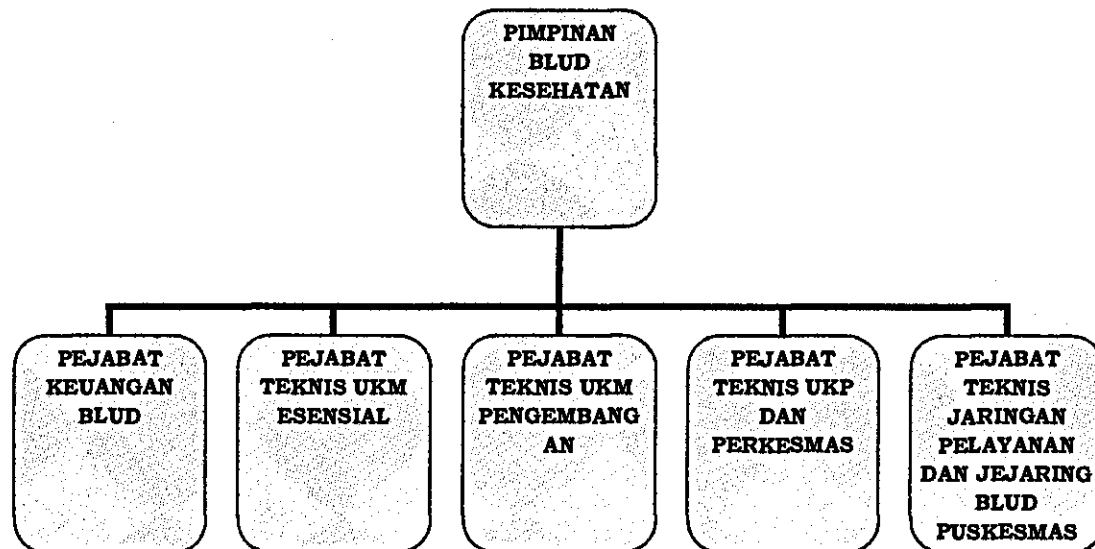 PIMPINAN
BLUD
KESEHATAN
PEJABAT
KEUANGAN
BLUD
PEJABAT
TEKNIS UKM
ESENSIAL
PEJABAT
TEKNIS UKM
PENGEMBANG
AN
PEJABAT
TEKNIS UKP
DAN
PERKESMAS
PEJABAT
TEKNIS
JARINGAN
PELAYANAN
DAN JEJARING
BLUD
PUSKESMAS